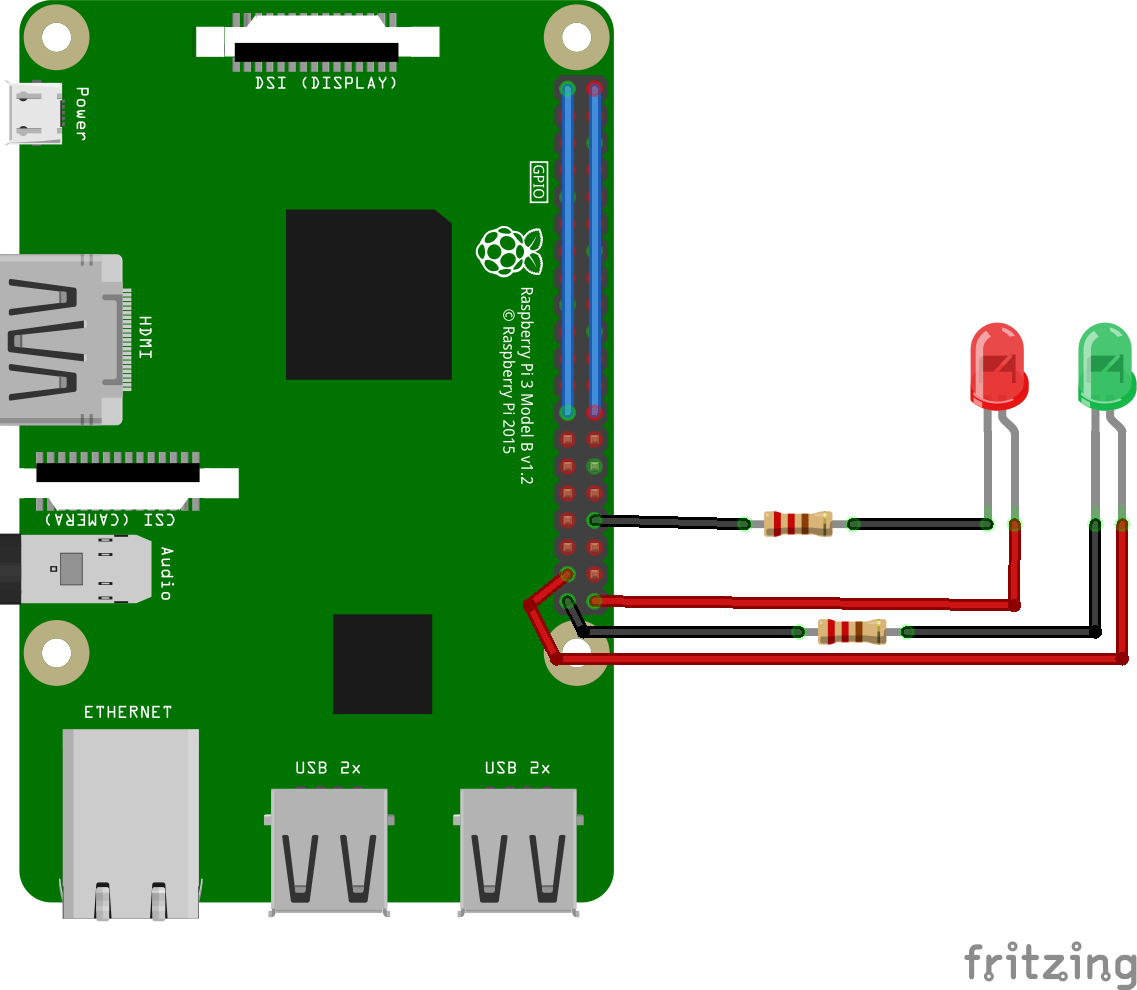 DSI (DISPLAY)
Power
GPIO
Raspberry Pi 3 Model B v1.2
© Raspberry Pi 2015
HDMI
CSI (CAMERA)
Audio
ETHERNET
USB 2x
USB 2x
fritzing